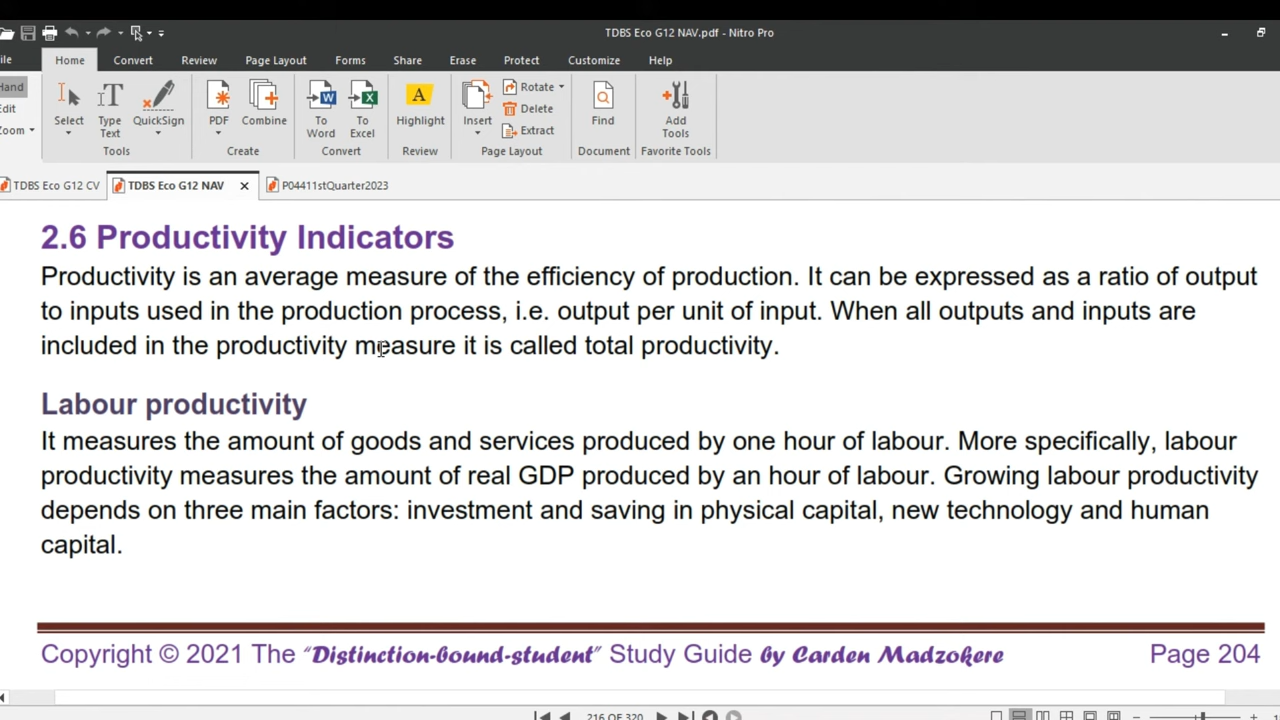 TDBS Eco G12 NAV.pdf - Nitro Pro
Home Convert Review Page Layout Forms Share Erase Protect Customize Help
Hand
Select
Type
Text
QuickSign
Tools
PDF
Combine
Create
To
Word
To
Excel
Convert
Highlight
Review
Insert
Rotate
Delete
Extract
Page Layout
Find
Document
Add
Tools
Favorite Tools
TDBS Eco G12 CV
TDBS Eco G12 NAV
P04411stQuarter2023
2.6 Productivity Indicators
Productivity is an average measure of the efficiency of production. It can be expressed as a ratio of output
to inputs used in the production process, i.e. output per unit of input. When all outputs and inputs are
included in the productivity measure it is called total productivity.
Labour productivity
It measures the amount of goods and services produced by one hour of labour. More specifically, labour
productivity measures the amount of real GDP produced by an hour of labour. Growing labour productivity
depends on three main factors: investment and saving in physical capital, new technology and human
capital.
Copyright © 2021 The “Distinction-bound-student” Study Guide by Carden Madzokere Page 204
216 OF 320